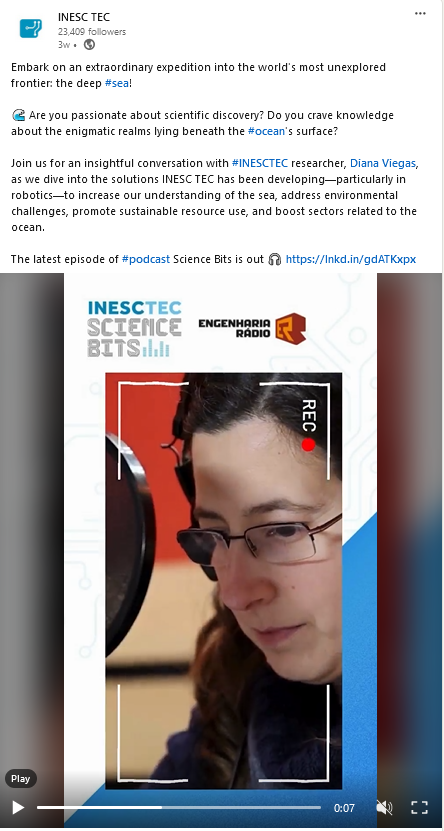 INESC TEC
23,409 followers
3w •
Embark on an extraordinary expedition into the world's most unexplored
frontier: the deep #sea!
🌊 Are you passionate about scientific discovery? Do you crave knowledge
about the enigmatic realms lying beneath the #ocean's surface?
Join us for an insightful conversation with #INESCTEC researcher, Diana Viegas,
as we dive into the solutions INESC TEC has been developing—particularly in
robotics—to increase our understanding of the sea, address environmental
challenges, promote sustainable resource use, and boost sectors related to the
ocean.
The latest episode of #podcast Science Bits is out 🎧 https://lnkd.in/gdATKxpx
INESCTEC
SCIENCE
BITS
ENGENHARIA
RÁDIO
REC
Play
0:07